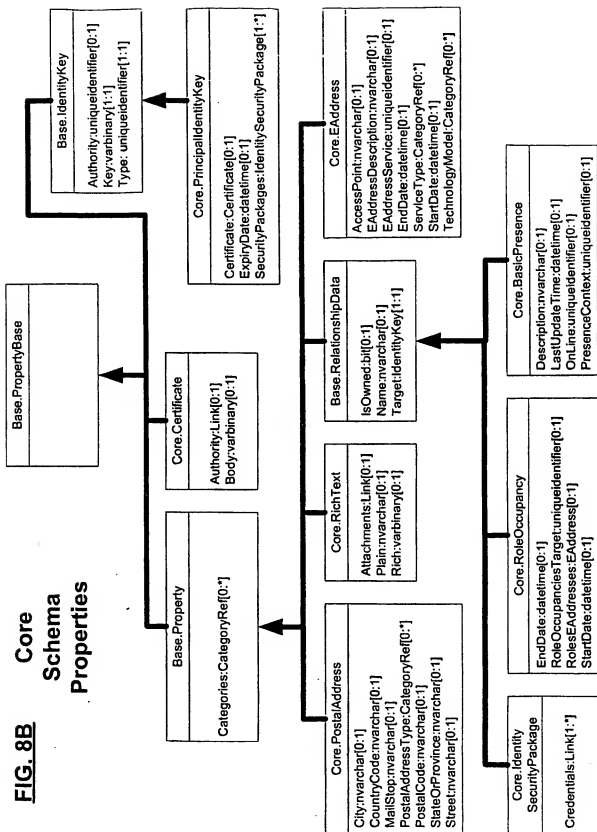 FIG. 8B
Core
Schema
Properties
Base.PropertyBase
Base.IdentityKey
Authority:uniqueidentifier[0:1]
Key:varbinary[1:1]
Type: uniqueidentifier[1:1]
Core.PrincipalIdentityKey
Certificate:Certificate[0:1]
ExpiryDate:datetime[0:1]
SecurityPackages:IdentitySecurityPackage[1:*]
Core.Certificate
Authority:Link[0:1]
Body:varbinary[0:1]
Base.Property
Categories:CategoryRef[0:*]
Core.PostalAddress
City:nvarchar[0:1]
CountryCode:nvarchar[0:1]
MailStop:nvarchar[0:1]
PostalAddressType:CategoryRef[0:*]
PostalCode:nvarchar[0:1]
StateOrProvince:nvarchar[0:1]
Street:nvarchar[0:1]
Core.RichText
Attachments:Link[0:1]
Plain:nvarchar[0:1]
Rich:varbinary[0:1]
Base.RelationshipData
IsOwned:bit[0:1]
Name:nvarchar[0:1]
Target:IdentityKey[1:1]
Core.EAddress
AccessPoint:nvarchar[0:1]
EAddressDescription:nvarchar[0:1]
EAddressService:uniqueidentifier[0:1]
EndDate:datetime[0:1]
ServiceType:CategoryRef[0:*]
StartDate:datetime[0:1]
TechnologyModel:CategoryRef[0:*]
Core.Identity
SecurityPackage
Credentials:Link[1:*]
Core.RoleOccupancy
EndDate:datetime[0:1]
RoleOccupanciesTarget:uniqueidentifier[0:1]
RolesEAddresses:EAddress[0:1]
StartDate:datetime[0:1]
Core.BasicPresence
Description:nvarchar[0:1]
LastUpdateTime:datetime[0:1]
OnLine:uniqueidentifier[0:1]
PresenceContext:uniqueidentifier[0:1]